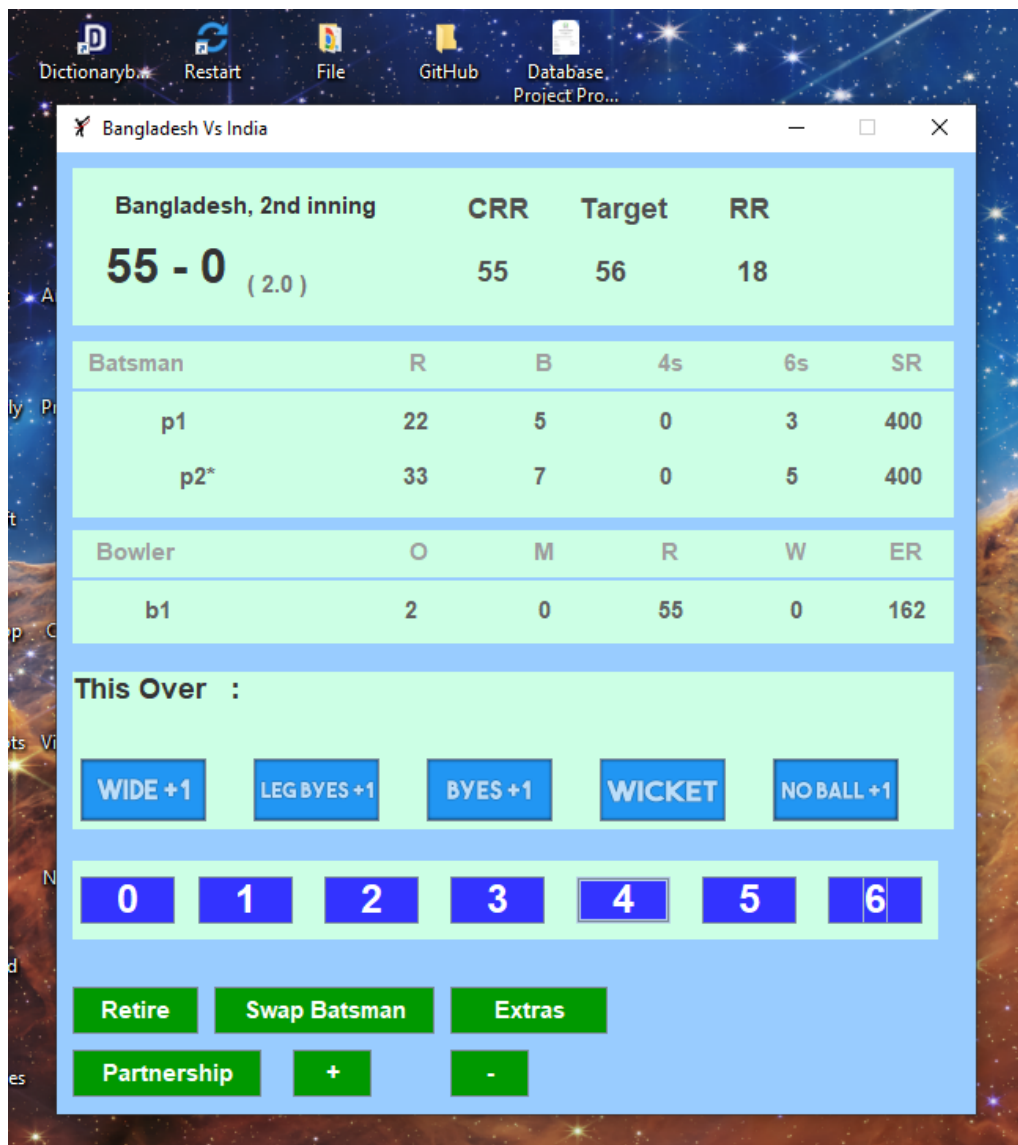 Dictionaryb...
Restart
File
GitHub
Database
Project Pro...
Bangladesh Vs India
Bangladesh, 2nd inning CRR Target RR
55 - 0 ( 2.0 ) 55 56 18
Batsman R B 4s 6s SR
p1 22 5 0 3 400
p2* 33 7 0 5 400
Bowler O M R W ER
b1 2 0 55 0 162
This Over :
WIDE +1 LEG BYES +1 BYES +1 WICKET NO BALL +1
0 1 2 3 4 5 6
Retire Swap Batsman Extras
Partnership + -